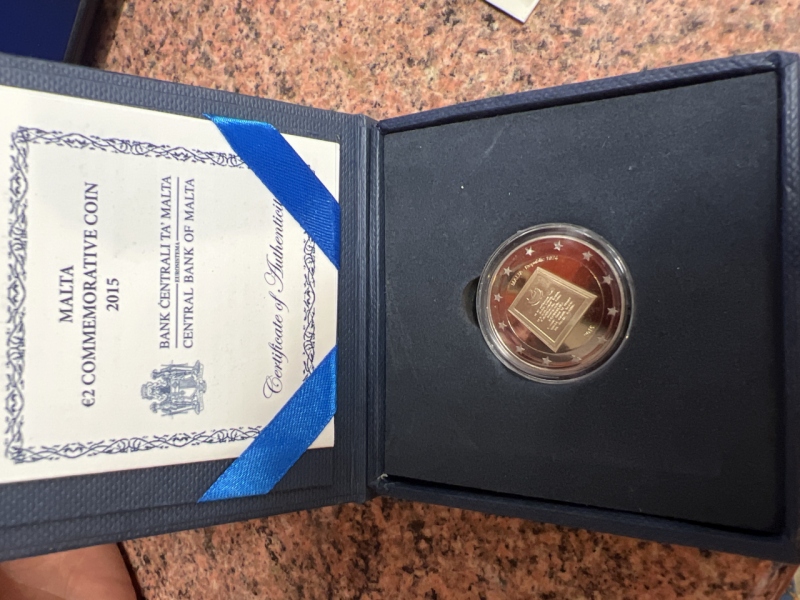 MALTA
€2 COMMEMORATIVE COIN
2015
BANK ĊENTRALI TA' MALTA
EUROSISTEMA
CENTRAL BANK OF MALTA
Certificate of Authenticity